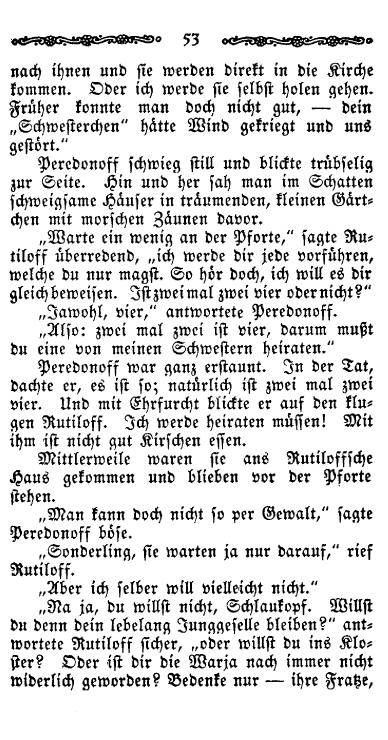 53
nach ihnen und sie werden direkt in die Kirche
kommen. Oder ich werde sie selbst holen gehen.
Früher konnte man doch nicht gut, — dein
„Schwesterchen“ hätte Wind gekriegt und uns
gestört.“
Peredonoff schwieg still und blickte trübselig
zur Seite. Hin und her sah man im Schatten
schweigsame Häuser in träumenden, kleinen Gärt-
chen mit morschen Zäunen davor.
„Warte ein wenig an der Pforte,“ sagte Ru-
tiloff überredend, „ich werde dir jede vorführen,
welche du nur magst. So hör doch, ich will es dir
gleich beweisen. Ist zwei mal zwei vier oder nicht?“
„Jawohl, vier,“ antwortete Peredonoff.
„Also: zwei mal zwei ist vier, darum mußt
du eine von meinen Schwestern heiraten.“
Peredonoff war ganz erstaunt. In der Tat,
dachte er, es ist so; natürlich ist zwei mal zwei
vier. Und mit Ehrfurcht blickte er auf den klu-
gen Rutiloff. Ich werde heiraten müssen! Mit
ihm ist nicht gut Kirschen essen.
Mittlerweile waren sie ans Rutiloffsche
Haus gekommen und blieben vor der Pforte
stehen.
„Man kann doch nicht so per Gewalt,“ sagte
Peredonoff böse.
„Sonderling, sie warten ja nur darauf,“ rief
Rutiloff.
„Aber ich selber will vielleicht nicht.“
„Na ja, du willst nicht, Schlaukopf. Willst
du denn dein lebelang Junggeselle bleiben?“ ant-
wortete Rutiloff sicher, „oder willst du ins Klo-
ster? Oder ist dir die Warja nach immer nicht
widerlich geworden? Bedenke nur — ihre Fratze,